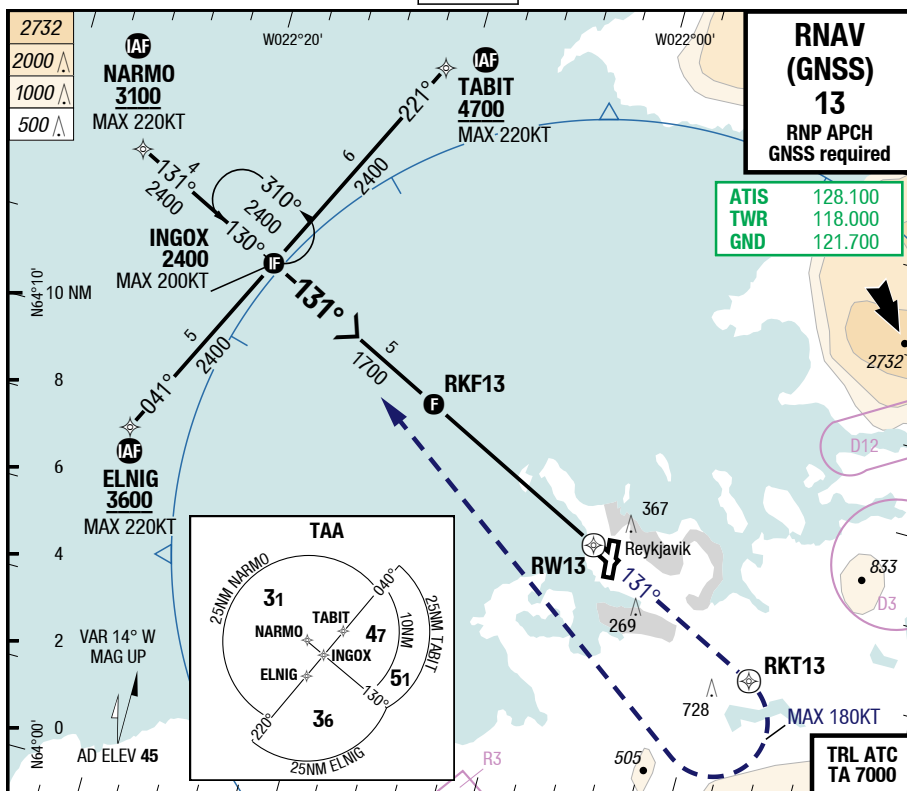 2732
2000
1000
500
W022°20'
W022°00'
RNAV
(GNSS)
13
RNP APCH
GNSS required
ATIS 128.100
TWR 118.000
GND 121.700
IAF
NARMO
3100
MAX 220KT
IAF
TABIT
4700
MAX 220KT
221°
6
2400
4
131°
2400
310°
2400
130°
INGOX
2400
MAX 200KT
IF
131°
5
1700
N64°10'
10 NM
8
6
4
2
0
N64°00'
5
2400
041°
IAF
ELNIG
3600
MAX 220KT
RKF13
F
2732
D12
367
RW13
Reykjavik
131°
833
D3
269
RKT13
728
MAX 180KT
505
R3
TAA
25NM NARMO
31
TABIT
040°
NARMO
47
10NM
25NM TABIT
INGOX
ELNIG
51
130°
220°
36
25NM ELNIG
VAR 14° W
MAG UP
AD ELEV 45
TRL ATC
TA 7000